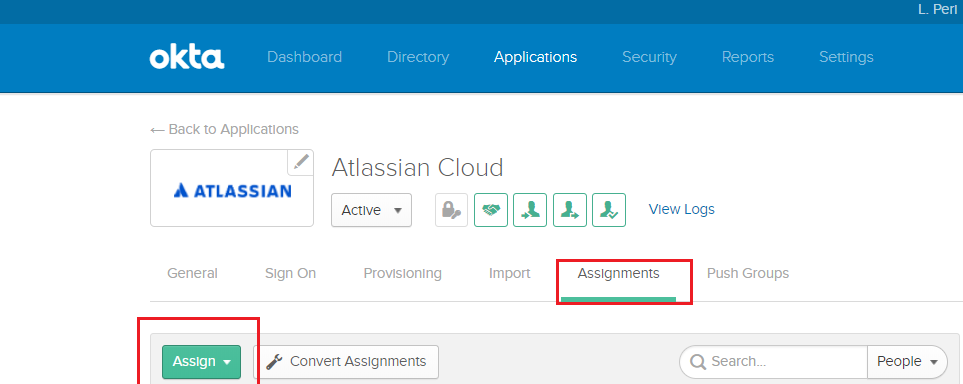 L. Peri
okta Dashboard Directory Applications Security Reports Settings
← Back to Applications
ATLASSIAN
Atlassian Cloud
Active View Logs
General Sign On Provisioning Import Assignments Push Groups
Assign Convert Assignments Search... People